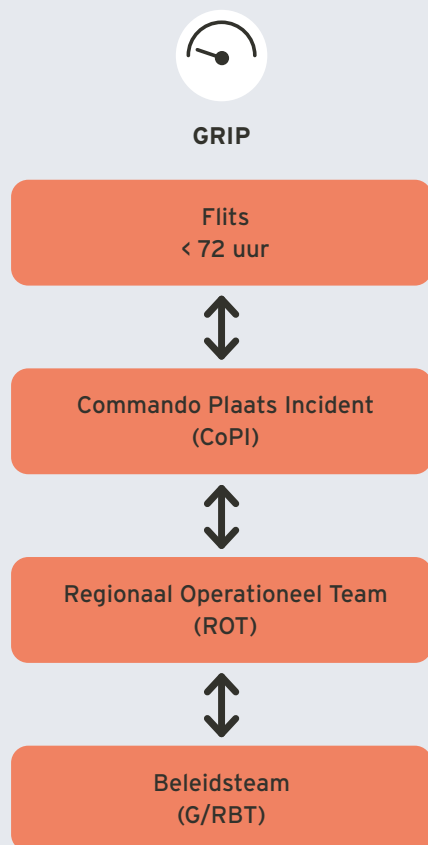 GRIP
Flits
< 72 uur
Commando Plaats Incident
(CoPI)
Regionaal Operationeel Team
(ROT)
Beleidsteam
(G/RBT)